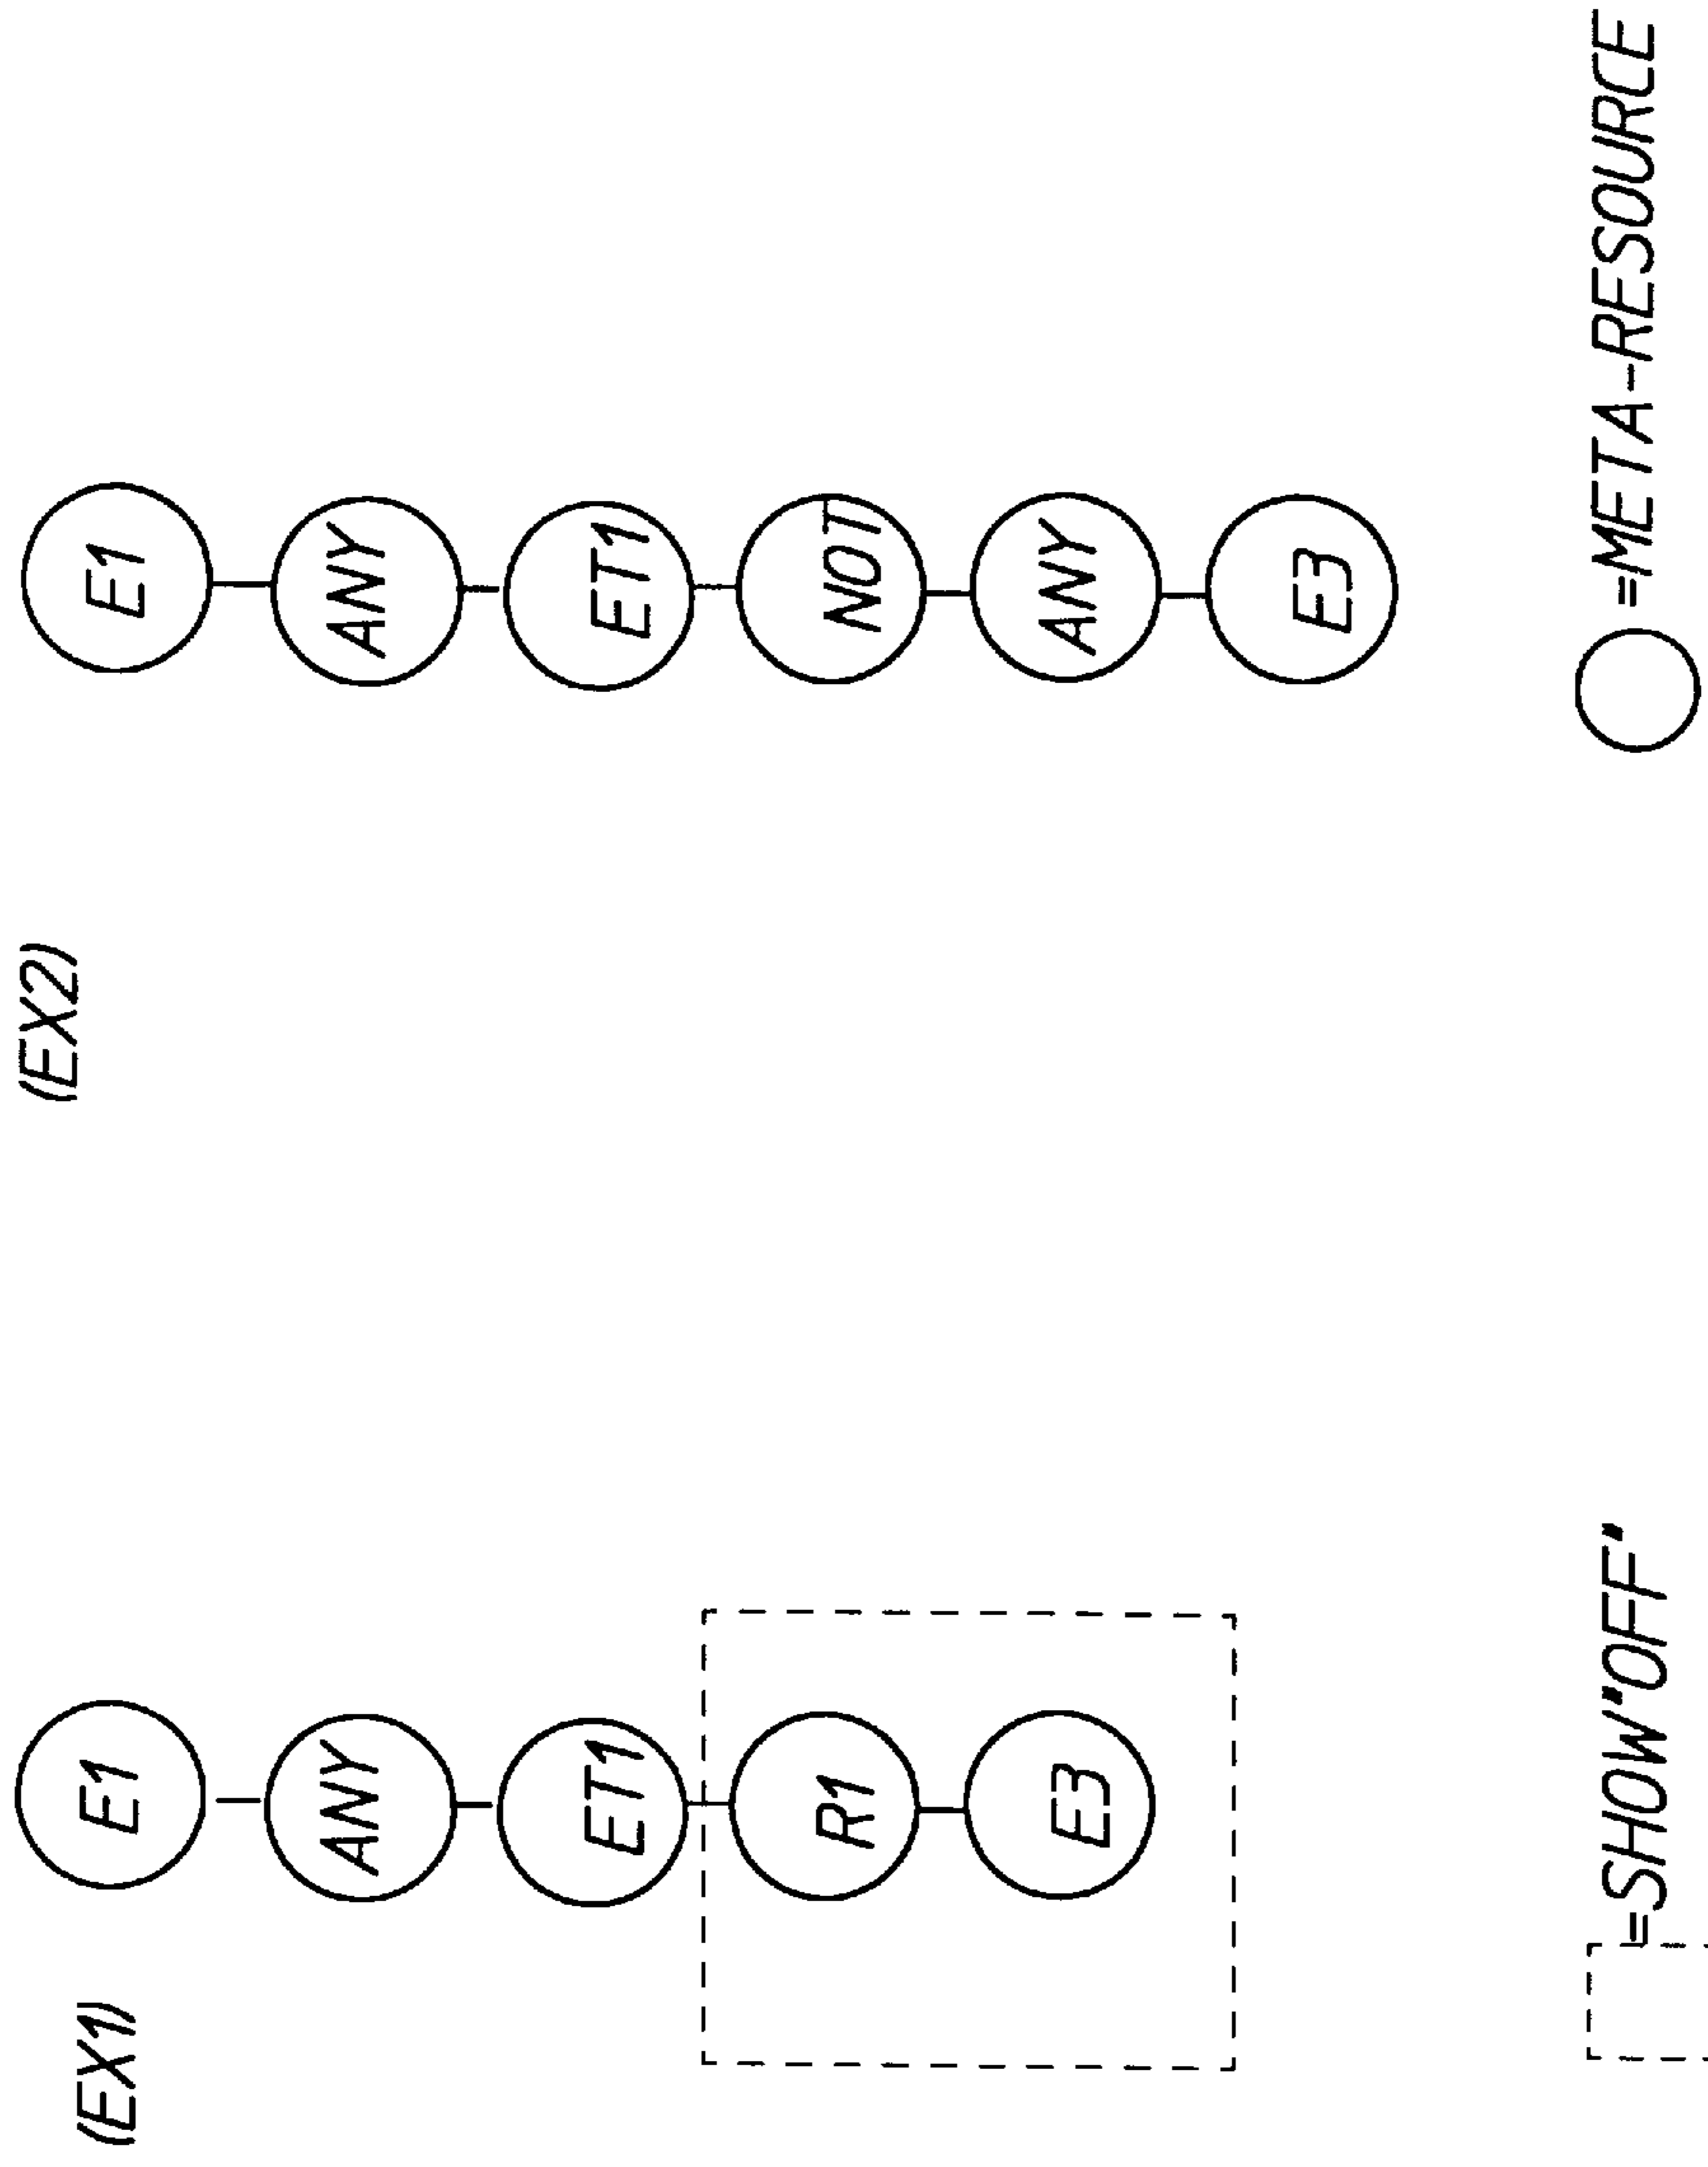 (EX1)
E1
ANY
ET1
R1
E3
(EX2)
E1
ANY
ET1
NOT
ANY
E3
=SHOW"OFF"
=META-RESOURCE